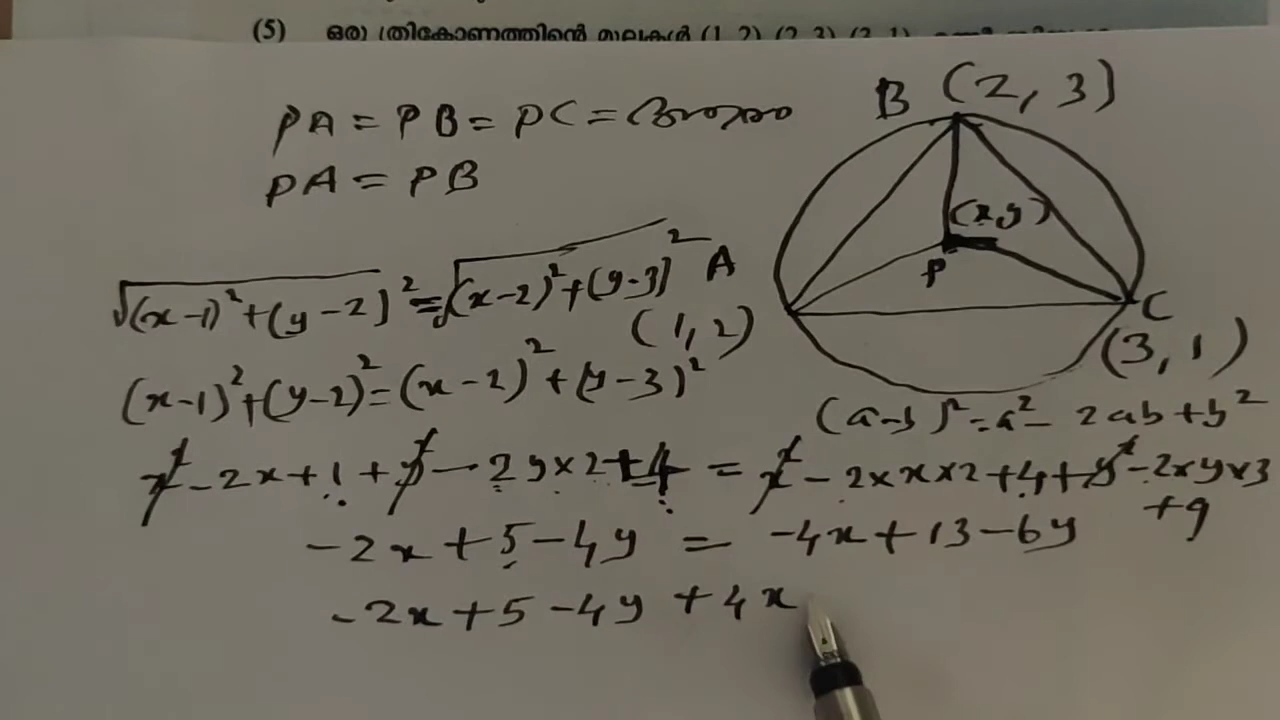 (5) ഒരു ത്രികോണത്തിന്റെ മൂലകൾ (1,2) (2,3) (3,1)
PA = PB = PC = ആരം
PA = PB
B (2, 3)
(x,y)
P
√(x-1)²+(y-2)² = √(x-2)²+(y-3)²
A
(1, 2)
C
(3, 1)
(x-1)²+(y-2)²=(x-2)²+(y-3)²
(a-b)²=a²-2ab+b²
x²-2x+1+y²-2y×2+4 = x²-2×x×2+4+y²-2×y×3
+9
-2x+5-4y = -4x+13-6y
-2x+5-4y+4x